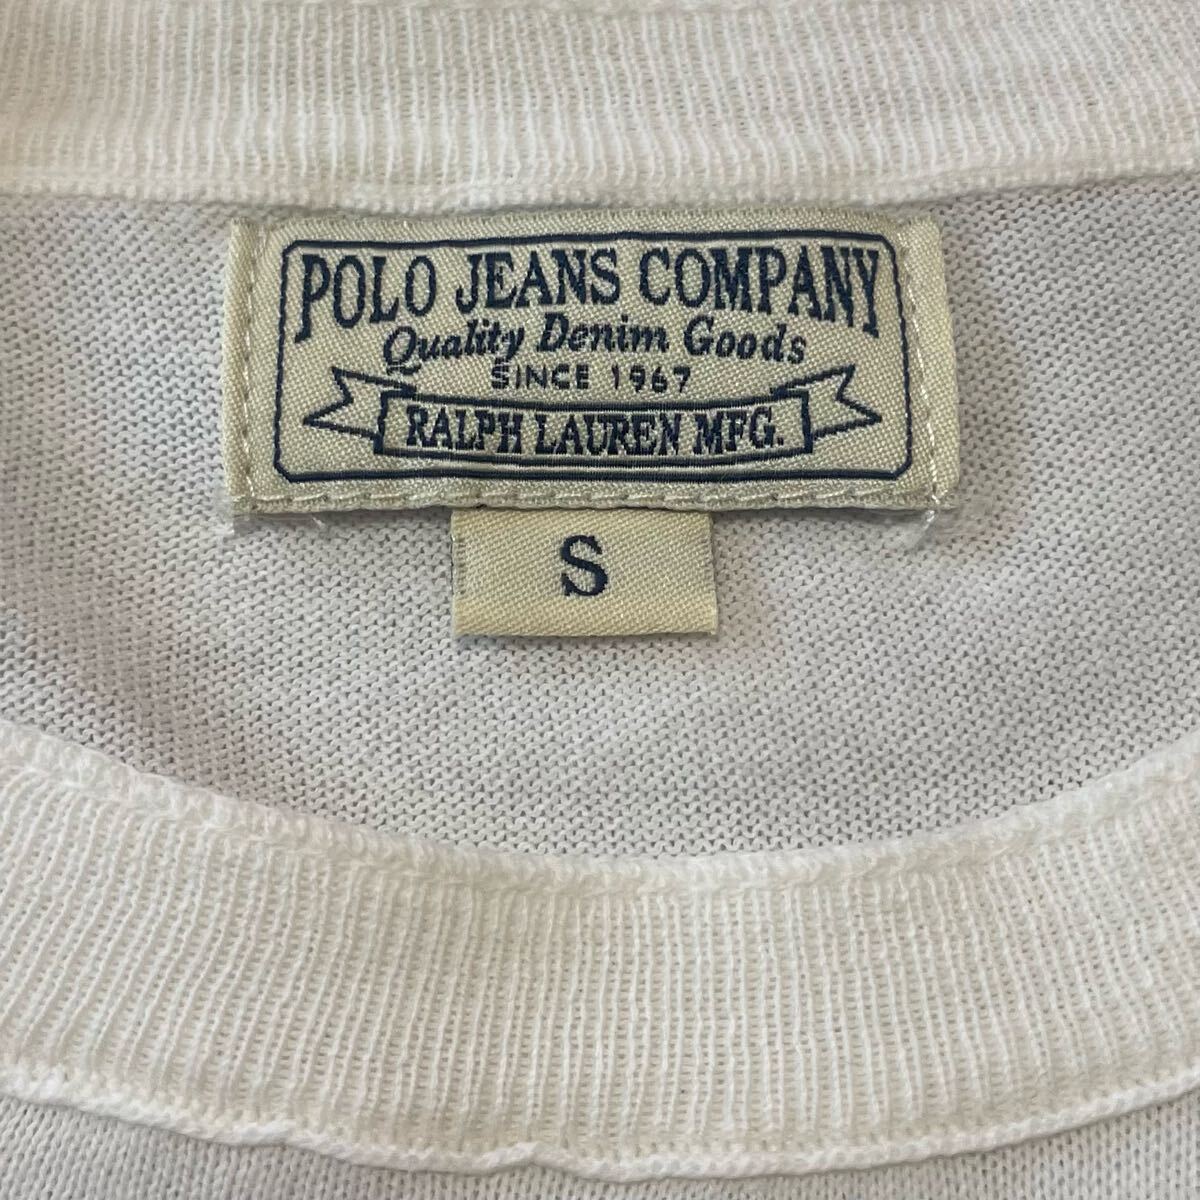 POLO JEANS COMPANY
Quality Denim Goods
SINCE 1967
RALPH LAUREN MFG.
S